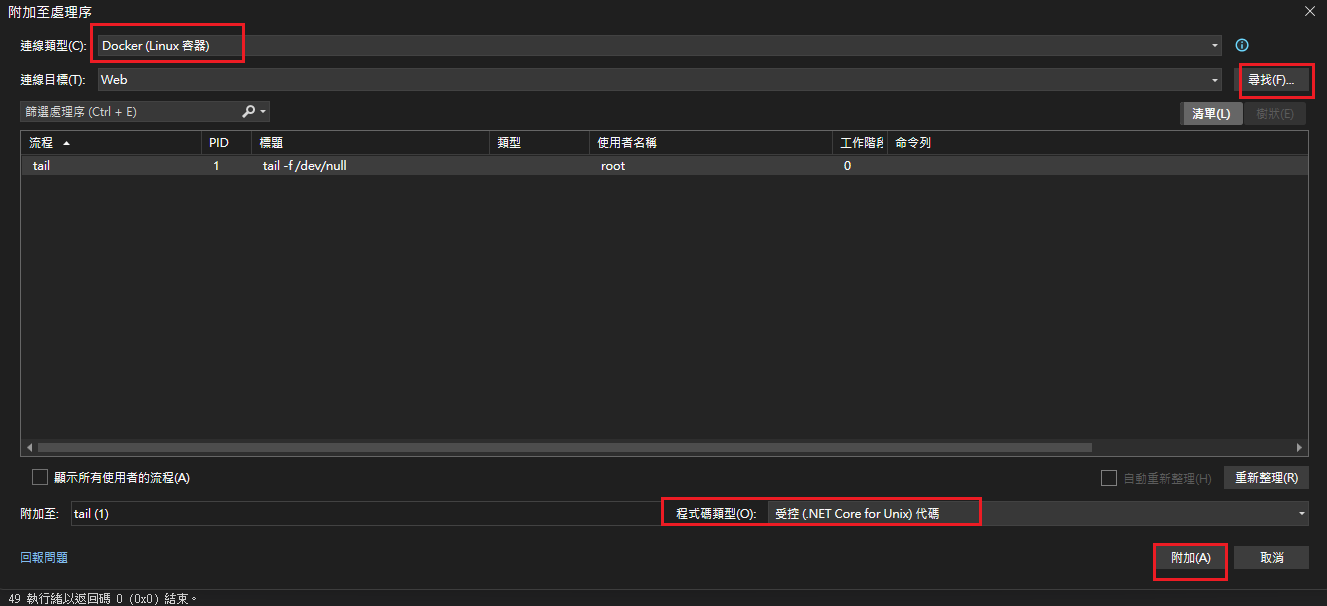 附加至處理序
連線類型(C): Docker (Linux 容器)
連線目標(T): Web 尋找(F)...
篩選處理序 (Ctrl + E) 清單(L) 樹狀(E)
流程 PID 標題 類型 使用者名稱 工作階段 命令列
tail 1 tail -f /dev/null root 0
顯示所有使用者的流程(A) 自動重新整理(H) 重新整理(R)
附加至: tail (1) 程式碼類型(O): 受控 (.NET Core for Unix) 代碼
回報問題 附加(A) 取消
49 執行緒以返回碼 0 (0x0) 結束。